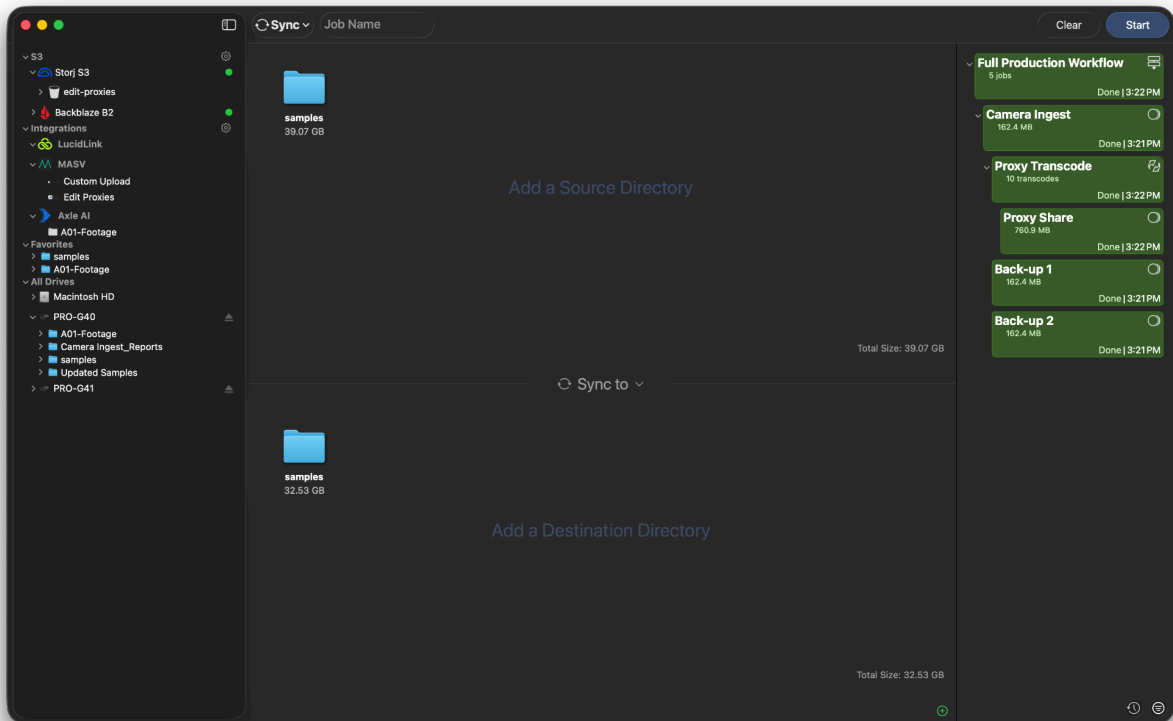 Sync
Job Name
Clear
Start
S3
Storj S3
edit-proxies
Backblaze B2
Integrations
LucidLink
MASV
Custom Upload
Edit Proxies
Axle AI
A01-Footage
Favorites
samples
A01-Footage
All Drives
Macintosh HD
PRO-G40
A01-Footage
Camera Ingest_Reports
samples
Updated Samples
PRO-G41
samples
39.07 GB
Add a Source Directory
Total Size: 39.07 GB
Sync to
samples
32.53 GB
Add a Destination Directory
Total Size: 32.53 GB
Full Production Workflow
5 jobs
Done | 3:22 PM
Camera Ingest
162.4 MB
Done | 3:21 PM
Proxy Transcode
10 transcodes
Done | 3:22 PM
Proxy Share
760.9 MB
Done | 3:22 PM
Back-up 1
162.4 MB
Done | 3:21 PM
Back-up 2
162.4 MB
Done | 3:21 PM